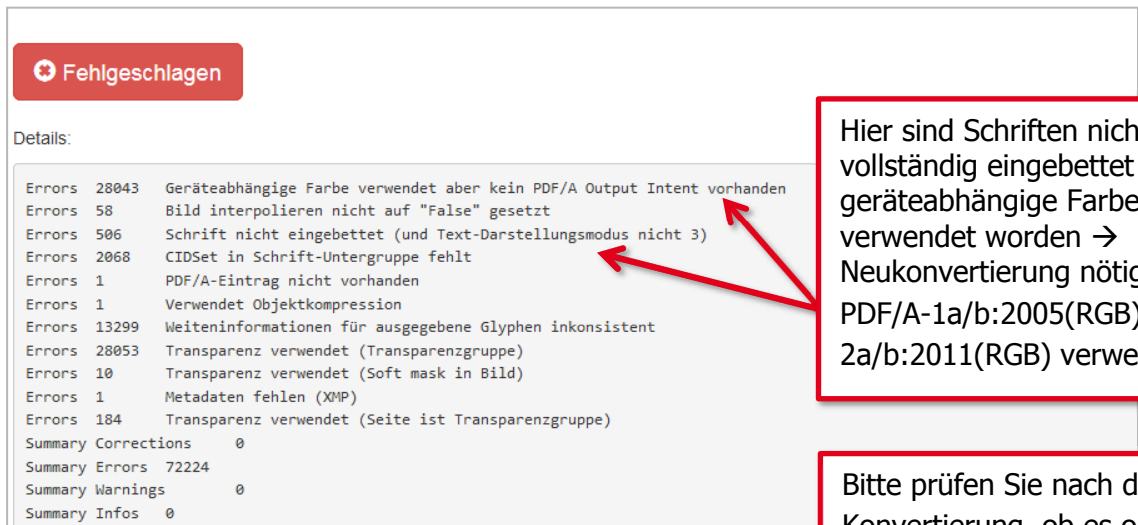 Fehlgeschlagen
Details:
Errors 28043 Geräteabhängige Farbe verwendet aber kein PDF/A Output Intent vorhanden
Errors 58 Bild interpolieren nicht auf "False" gesetzt
Errors 506 Schrift nicht eingebettet (und Text-Darstellungsmodus nicht 3)
Errors 2068 CIDSet in Schrift-Untergruppe fehlt
Errors 1 PDF/A-Eintrag nicht vorhanden
Errors 1 Verwendet Objektkompression
Errors 13299 Weiteninformationen für ausgegebene Glyphen inkonsistent
Errors 28053 Transparenz verwendet (Transparenzgruppe)
Errors 10 Transparenz verwendet (Soft mask in Bild)
Errors 1 Metadaten fehlen (XMP)
Errors 184 Transparenz verwendet (Seite ist Transparenzgruppe)
Summary Corrections 0
Summary Errors 72224
Summary Warnings 0
Summary Infos 0
Hier sind Schriften
vollständig eingebettet
geräteabhängige
verwendet worden →
Neukonvertierung
PDF/A-1a/b:2005(RGB)
2a/b:2011(RGB)
Bitte prüfen Sie nach